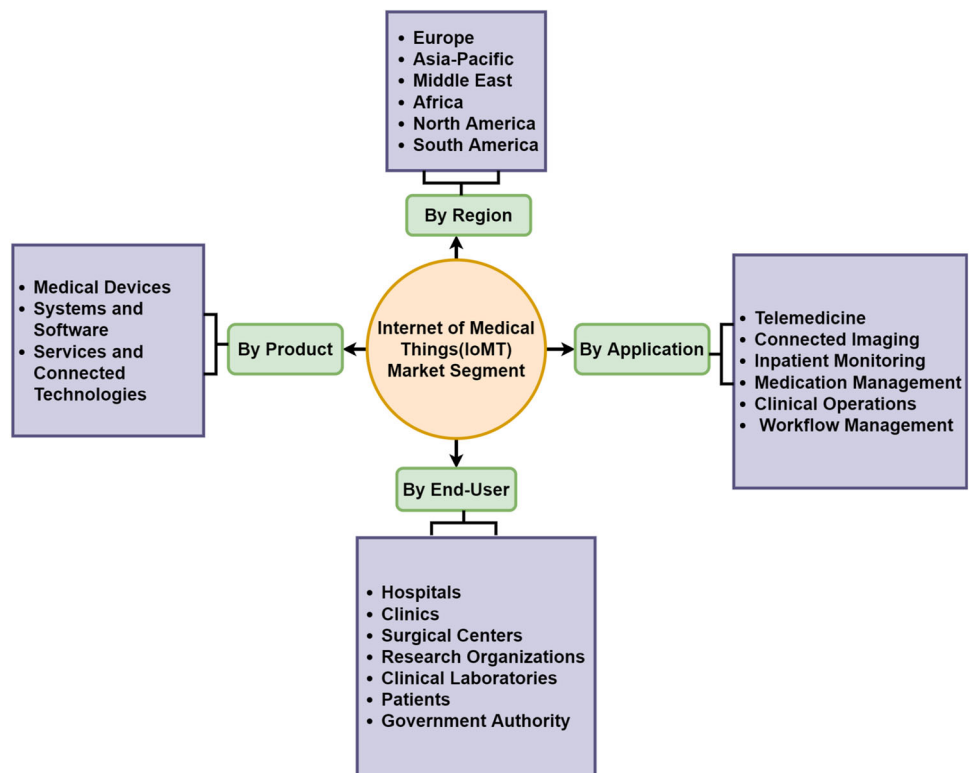 • Europe
• Asia-Pacific
• Middle East
• Africa
• North America
• South America
By Region
• Medical Devices
• Systems and
Software
• Services and
Connected
Technologies
By Product
Internet of Medical
Things(IoMT)
Market Segment
By Application
• Telemedicine
• Connected Imaging
• Inpatient Monitoring
• Medication Management
• Clinical Operations
• Workflow Management
By End-User
• Hospitals
• Clinics
• Surgical Centers
• Research Organizations
• Clinical Laboratories
• Patients
• Government Authority